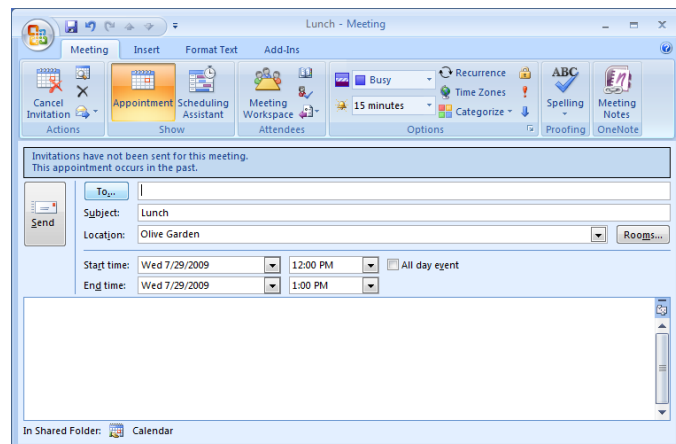 Lunch - Meeting
Meeting Insert Format Text Add-Ins
Cancel Invitation
Appointment
Scheduling Assistant
Meeting Workspace
Busy
15 minutes
Recurrence
Time Zones
Categorize
ABC
Spelling
Meeting Notes
Actions Show Attendees Options Proofing OneNote
Invitations have not been sent for this meeting.
This appointment occurs in the past.
Send
To...
Subject: Lunch
Location: Olive Garden Rooms...
Start time: Wed 7/29/2009 12:00 PM All day event
End time: Wed 7/29/2009 1:00 PM
In Shared Folder: Calendar